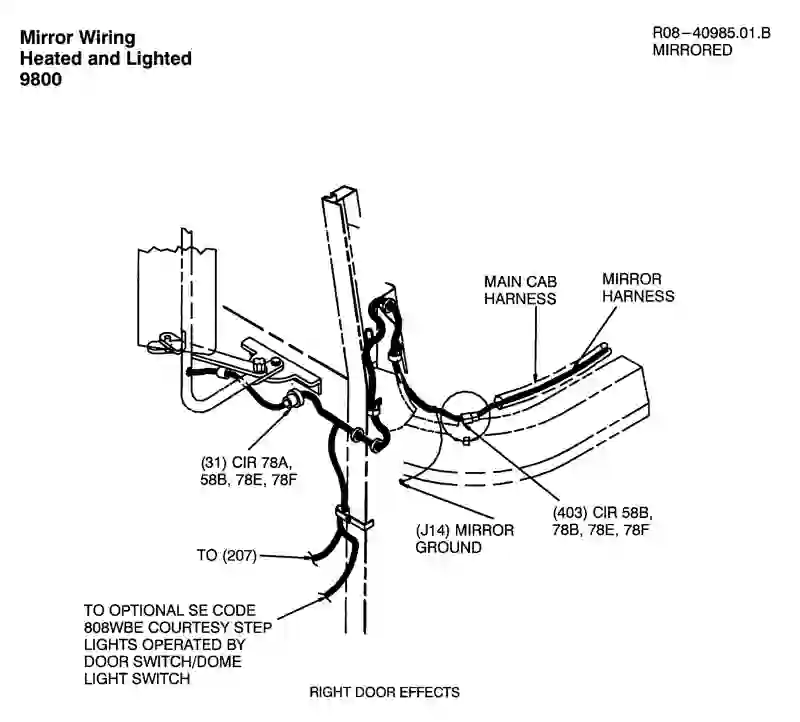 Mirror Wiring
Heated and Lighted
9800
R08-40985.01.B
MIRRORED
MAIN CAB
HARNESS
MIRROR
HARNESS
(31) CIR 78A,
58B, 78E, 78F
(403) CIR 58B,
78B, 78E, 78F
(J14) MIRROR
GROUND
TO (207)
TO OPTIONAL SE CODE
808WBE COURTESY STEP
LIGHTS OPERATED BY
DOOR SWITCH/DOME
LIGHT SWITCH
RIGHT DOOR EFFECTS